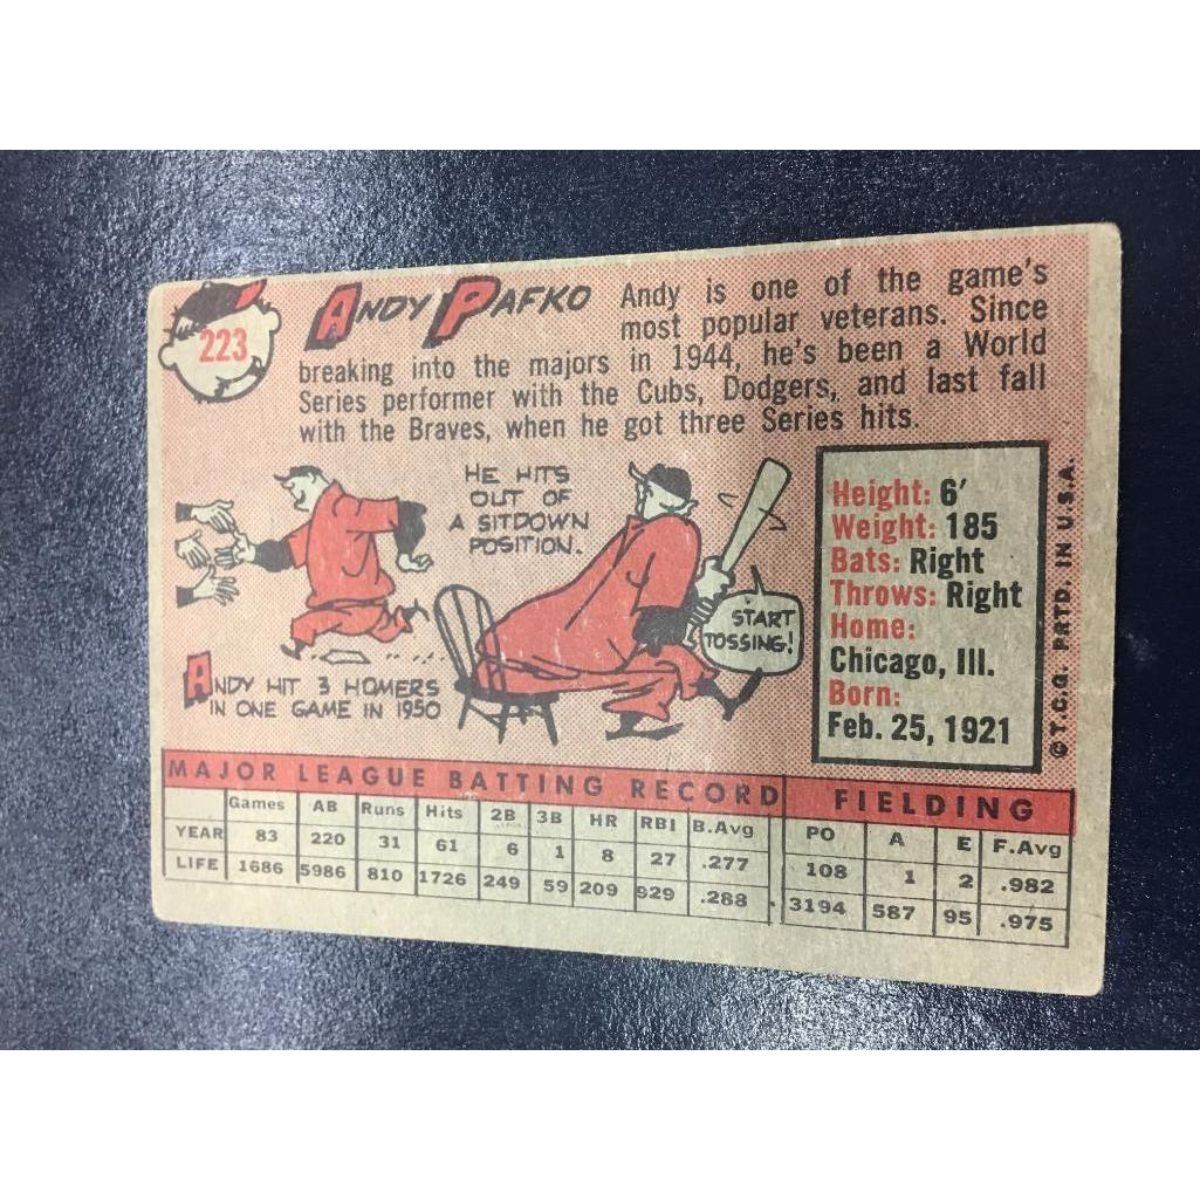 223
ANDY PAFKO
Andy is one of the game's
most popular veterans. Since
breaking into the majors in 1944, he's been a World
Series performer with the Cubs, Dodgers, and last fall
with the Braves, when he got three Series hits.
HE HITS
OUT OF
A SITDOWN
POSITION.
START
TOSSING!
ANDY HIT 3 HOMERS
IN ONE GAME IN 1950
Height: 6'
Weight: 185
Bats: Right
Throws: Right
Home:
Chicago, Ill.
Born:
Feb. 25, 1921
©T.C.G. PRTD. IN U.S.A.
MAJOR LEAGUE BATTING RECORD FIELDING
Games AB Runs Hits 2B 3B HR RBI B.Avg PO A E F.Avg
YEAR 83 220 31 61 6 1 8 27 .277 108 1 2 .982
LIFE 1686 5986 810 1726 249 59 209 929 .288 3194 587 95 .975